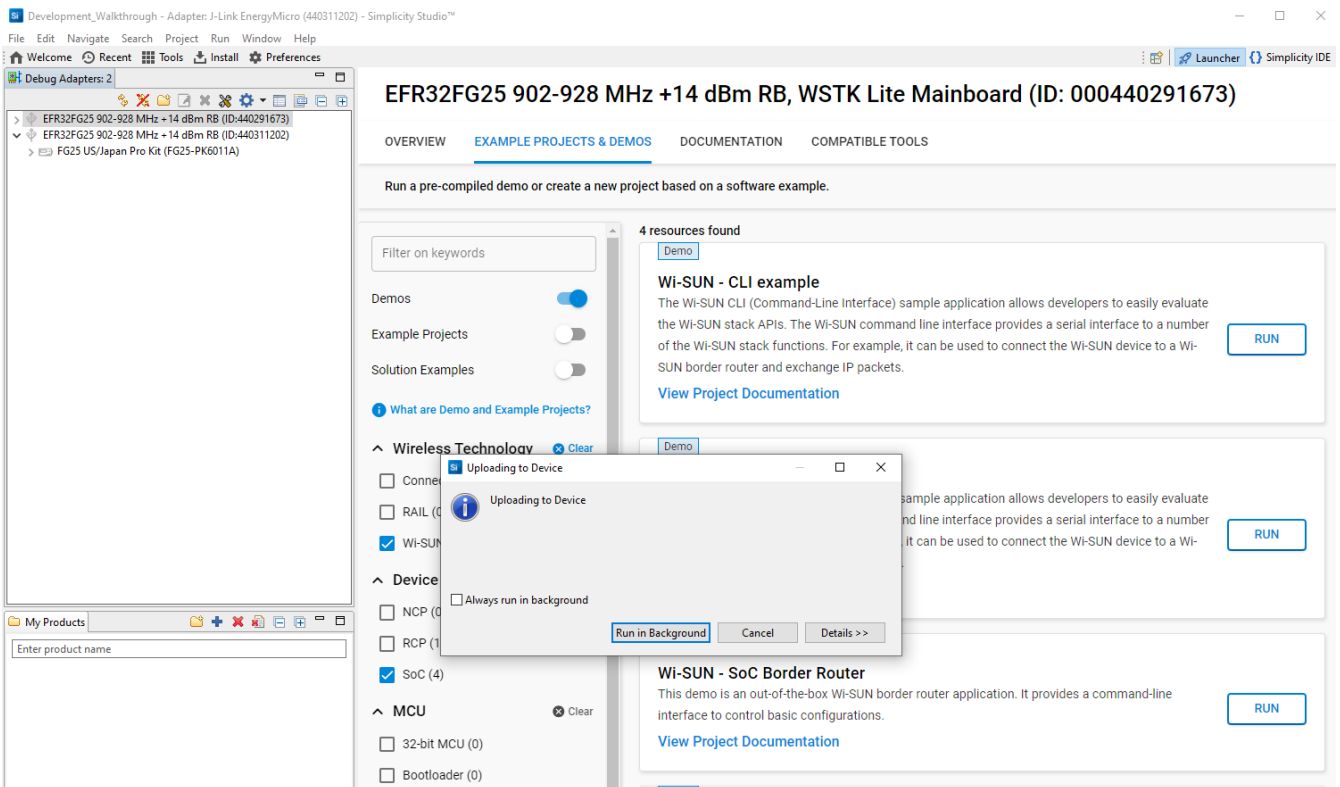 Si Development_Walkthrough - Adapter: J-Link EnergyMicro (440311202) - Simplicity Studio™
File Edit Navigate Search Project Run Window Help
Welcome Recent Tools Install Preferences Launcher Simplicity IDE
Debug Adapters: 2
EFR32FG25 902-928 MHz +14 dBm RB (ID:440291673)
EFR32FG25 902-928 MHz +14 dBm RB (ID:440311202)
FG25 US/Japan Pro Kit (FG25-PK6011A)
My Products
Enter product name
EFR32FG25 902-928 MHz +14 dBm RB, WSTK Lite Mainboard (ID: 000440291673)
OVERVIEW EXAMPLE PROJECTS & DEMOS DOCUMENTATION COMPATIBLE TOOLS
Run a pre-compiled demo or create a new project based on a software example.
Filter on keywords
Demos
Example Projects
Solution Examples
What are Demo and Example Projects?
Wireless Technology Clear
RAIL
Wi-SUN
Device
NCP
RCP
SoC (4)
MCU Clear
32-bit MCU (0)
Bootloader (0)
4 resources found
Demo
Wi-SUN - CLI example
The Wi-SUN CLI (Command-Line Interface) sample application allows developers to easily evaluate
the Wi-SUN stack APIs. The Wi-SUN command line interface provides a serial interface to a number
of the Wi-SUN stack functions. For example, it can be used to connect the Wi-SUN device to a Wi-
SUN border router and exchange IP packets.
RUN
View Project Documentation
Demo
sample application allows developers to easily evaluate
line interface provides a serial interface to a number
it can be used to connect the Wi-SUN device to a Wi-
RUN
Si Uploading to Device
Uploading to Device
Always run in background
Run in Background Cancel Details >>
Wi-SUN - SoC Border Router
This demo is an out-of-the-box Wi-SUN border router application. It provides a command-line
interface to control basic configurations.
RUN
View Project Documentation